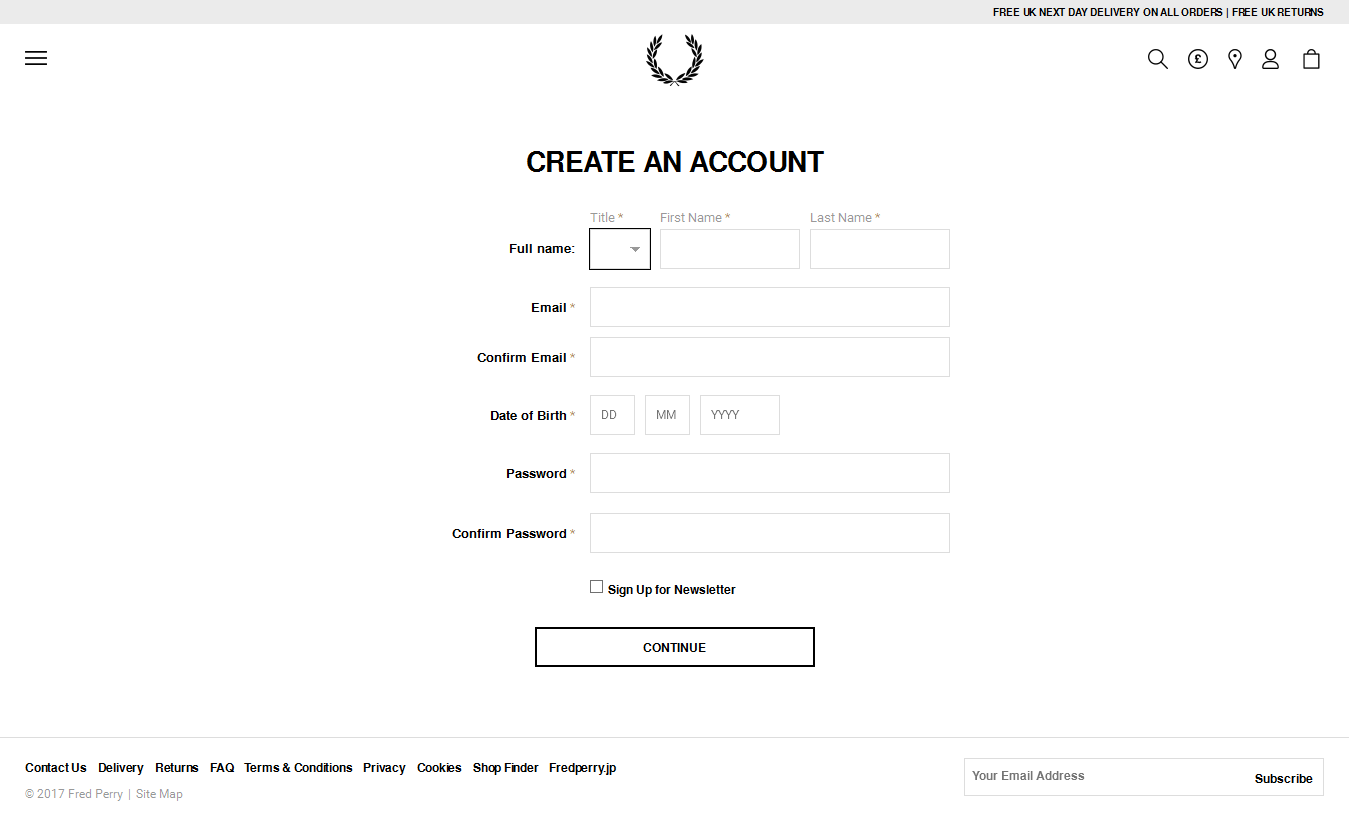 FREE UK NEXT DAY DELIVERY ON ALL ORDERS | FREE UK RETURNS
£
CREATE AN ACCOUNT
Title * First Name * Last Name *
Full name:
Email *
Confirm Email *
Date of Birth * DD MM YYYY
Password *
Confirm Password *
Sign Up for Newsletter
CONTINUE
Contact Us Delivery Returns FAQ Terms & Conditions Privacy Cookies Shop Finder Fredperry.jp
© 2017 Fred Perry | Site Map
Your Email Address Subscribe